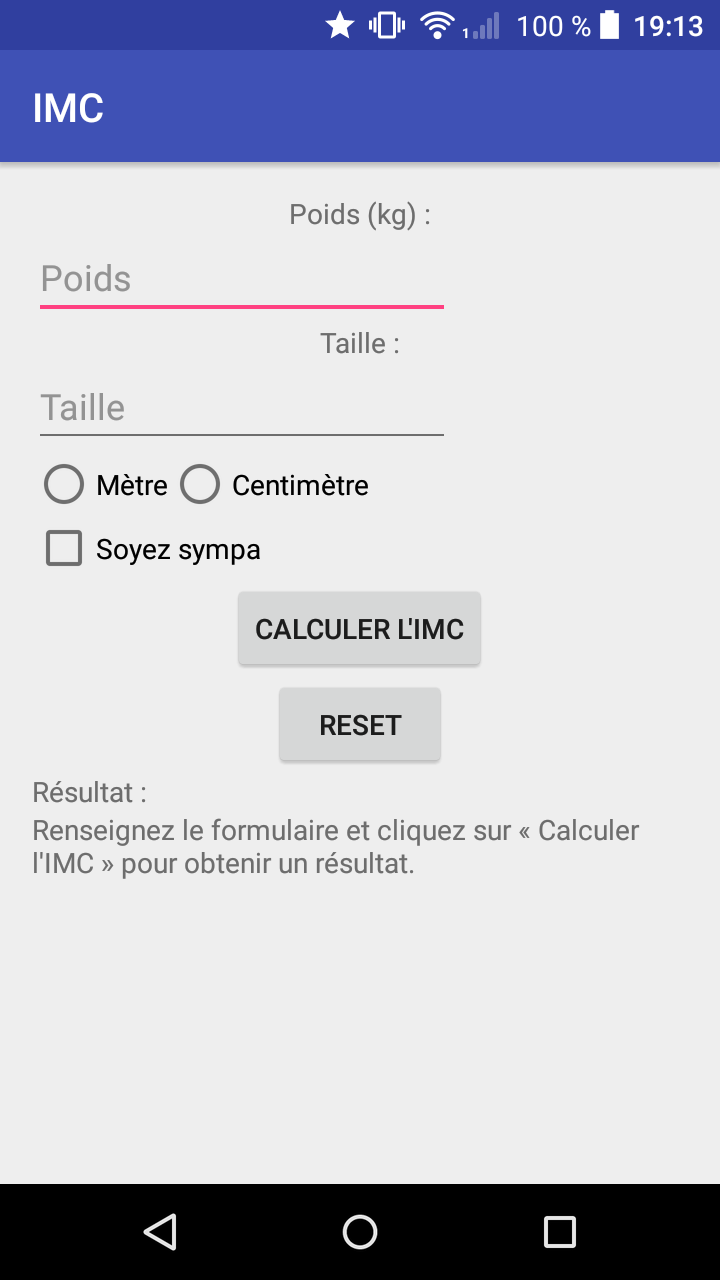 1 100 % 19:13
IMC
Poids (kg) :
Poids
Taille :
Taille
Mètre Centimètre
Soyez sympa
CALCULER L'IMC
RESET
Résultat :
Renseignez le formulaire et cliquez sur « Calculer
l'IMC » pour obtenir un résultat.